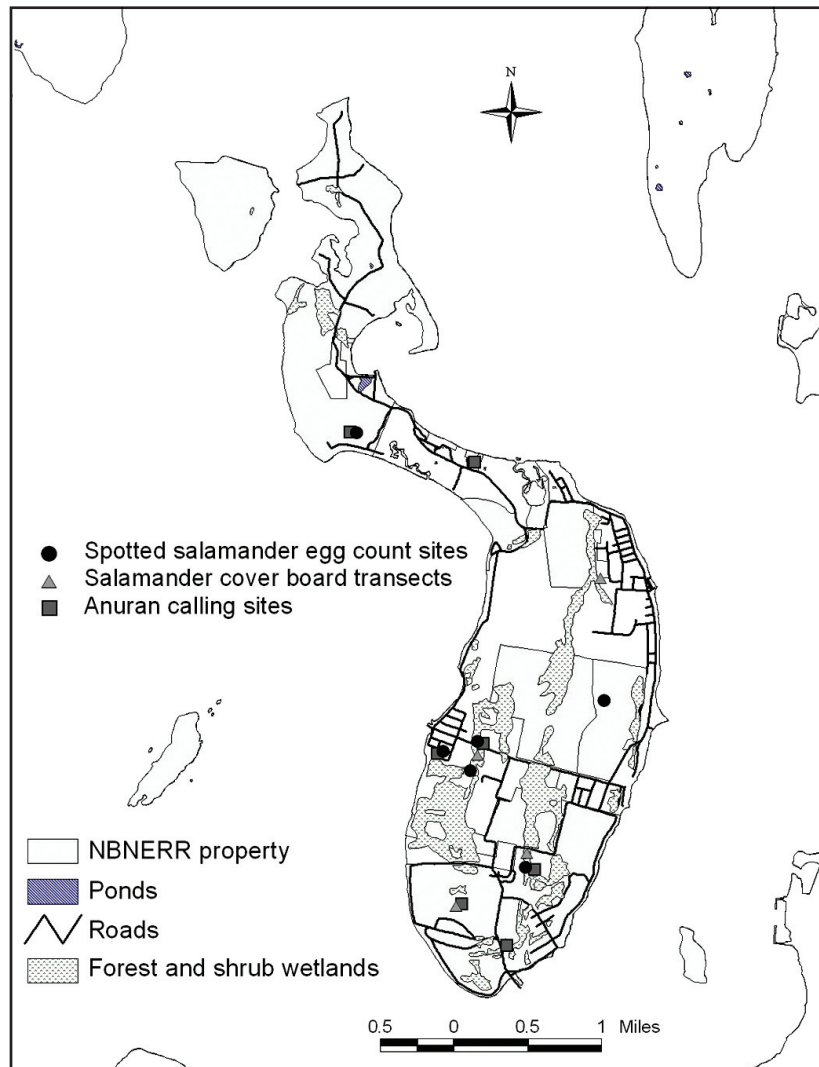 N
Spotted salamander egg count sites
Salamander cover board transects
Anuran calling sites
NBNERR property
Ponds
Roads
Forest and shrub wetlands
0.5 0 0.5 1 Miles